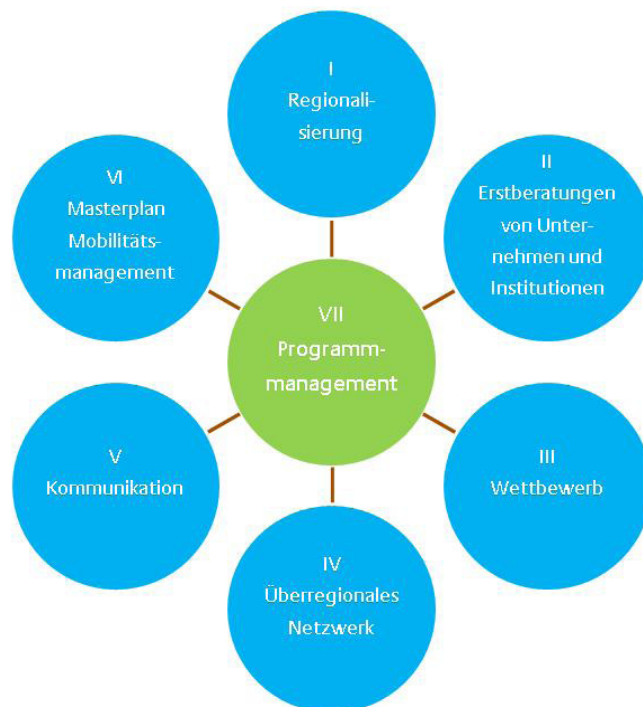 I
Regionali-
sierung
II
Erstberatungen
von Unter-
nehmen und
Institutionen
III
Wettbewerb
IV
Überregionales
Netzwerk
V
Kommunikation
VI
Masterplan
Mobilitäts-
management
VII
Programm-
management